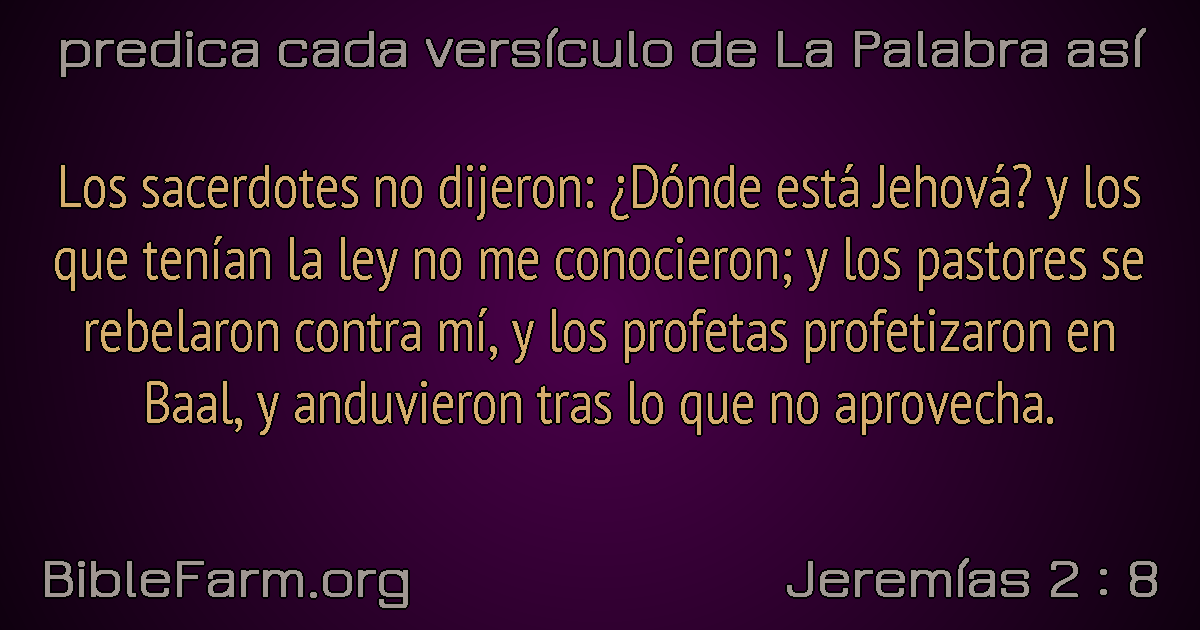 predica cada versículo de La Palabra así
Los sacerdotes no dijeron: ¿Dónde está Jehová? y los
que tenían la ley no me conocieron; y los pastores se
rebelaron contra mí, y los profetas profetizaron en
Baal, y anduvieron tras lo que no aprovecha.
BibleFarm.org
Jeremías 2 : 8